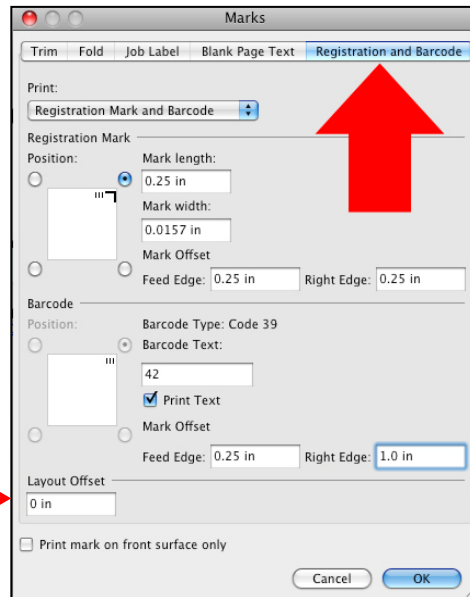 Marks
Trim Fold Job Label Blank Page Text Registration and Barcode
Print:
Registration Mark and Barcode
Registration Mark
Position: Mark length:
0.25 in
Mark width:
0.0157 in
Mark Offset
Feed Edge: 0.25 in Right Edge: 0.25 in
Barcode
Position: Barcode Type: Code 39
Barcode Text:
42
Print Text
Mark Offset
Feed Edge: 0.25 in Right Edge: 1.0 in
Layout Offset
0 in
Print mark on front surface only
Cancel OK